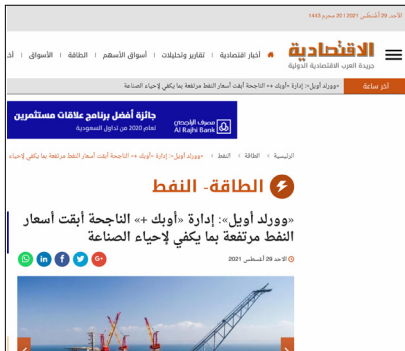 الأحد, 29 أغسطس 2021 | 20 محرم 1443
الاقتصادية
جريدة العرب الاقتصادية الدولية
أخبار اقتصادية | تقارير وتحليلات | أسواق الأسهم | الطاقة | الأسواق | أخـ
آخر ساعة
«وورلد أويل»: إدارة «أوبك +» الناجحة أبقت أسعار النفط مرتفعة بما يكفي لإحياء الصناعة
جائزة أفضل برنامج علاقات مستثمرين
لعام 2020 من تداول السعودية
مصرف الراجحي
Al Rajhi Bank
الرئيسية > الطاقة > النفط > «وورلد أويل»: إدارة «أوبك +» الناجحة أبقت أسعار النفط مرتفعة بما يكفي لإحياء
الطاقة- النفط
«وورلد أويل»: إدارة «أوبك +» الناجحة أبقت أسعار
النفط مرتفعة بما يكفي لإحياء الصناعة
الاحد 29 أغسطس 2021